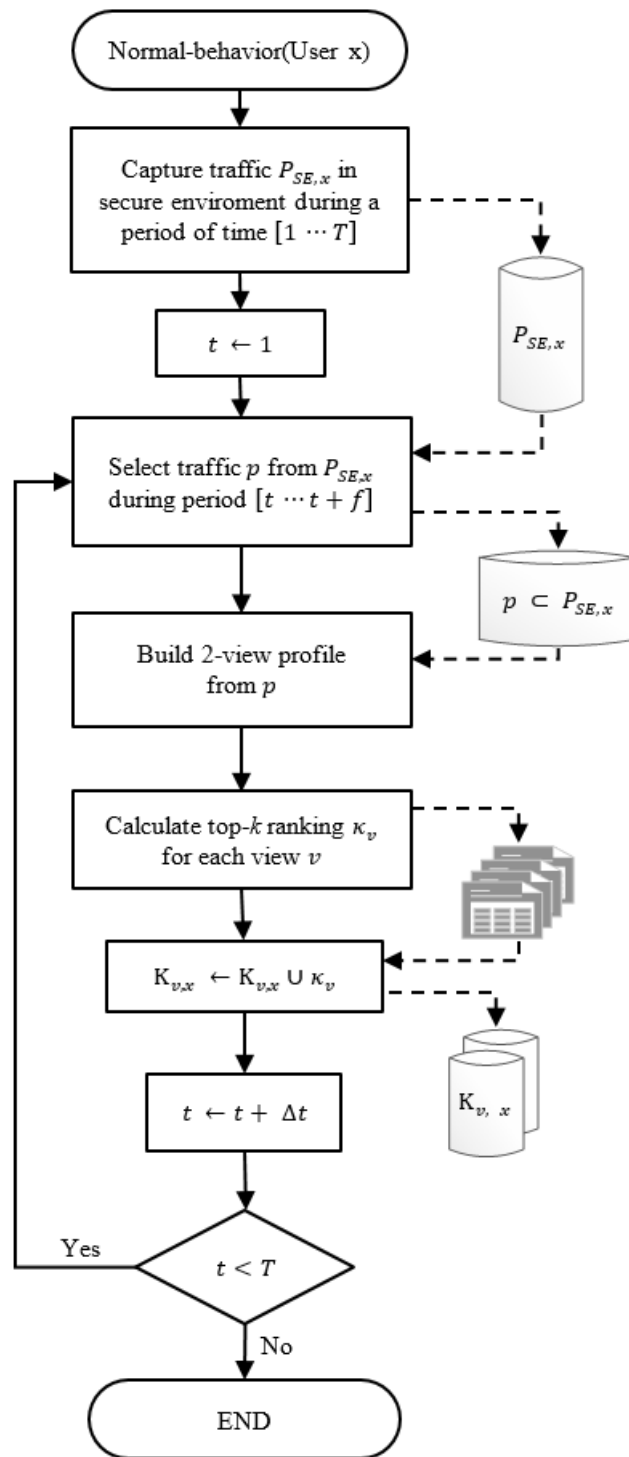 Normal-behavior(User x)
Capture traffic P_{SE,x} in
secure enviroment during a
period of time [1 ⋯ T]
P_{SE,x}
t ← 1
Select traffic p from P_{SE,x}
during period [t ⋯ t + f]
p ⊂ P_{SE,x}
Build 2-view profile
from p
Calculate top-k ranking κ_v
for each view v
K_{v,x} ← K_{v,x} ∪ κ_v
K_{v, x}
t ← t + Δt
Yes
t < T
No
END